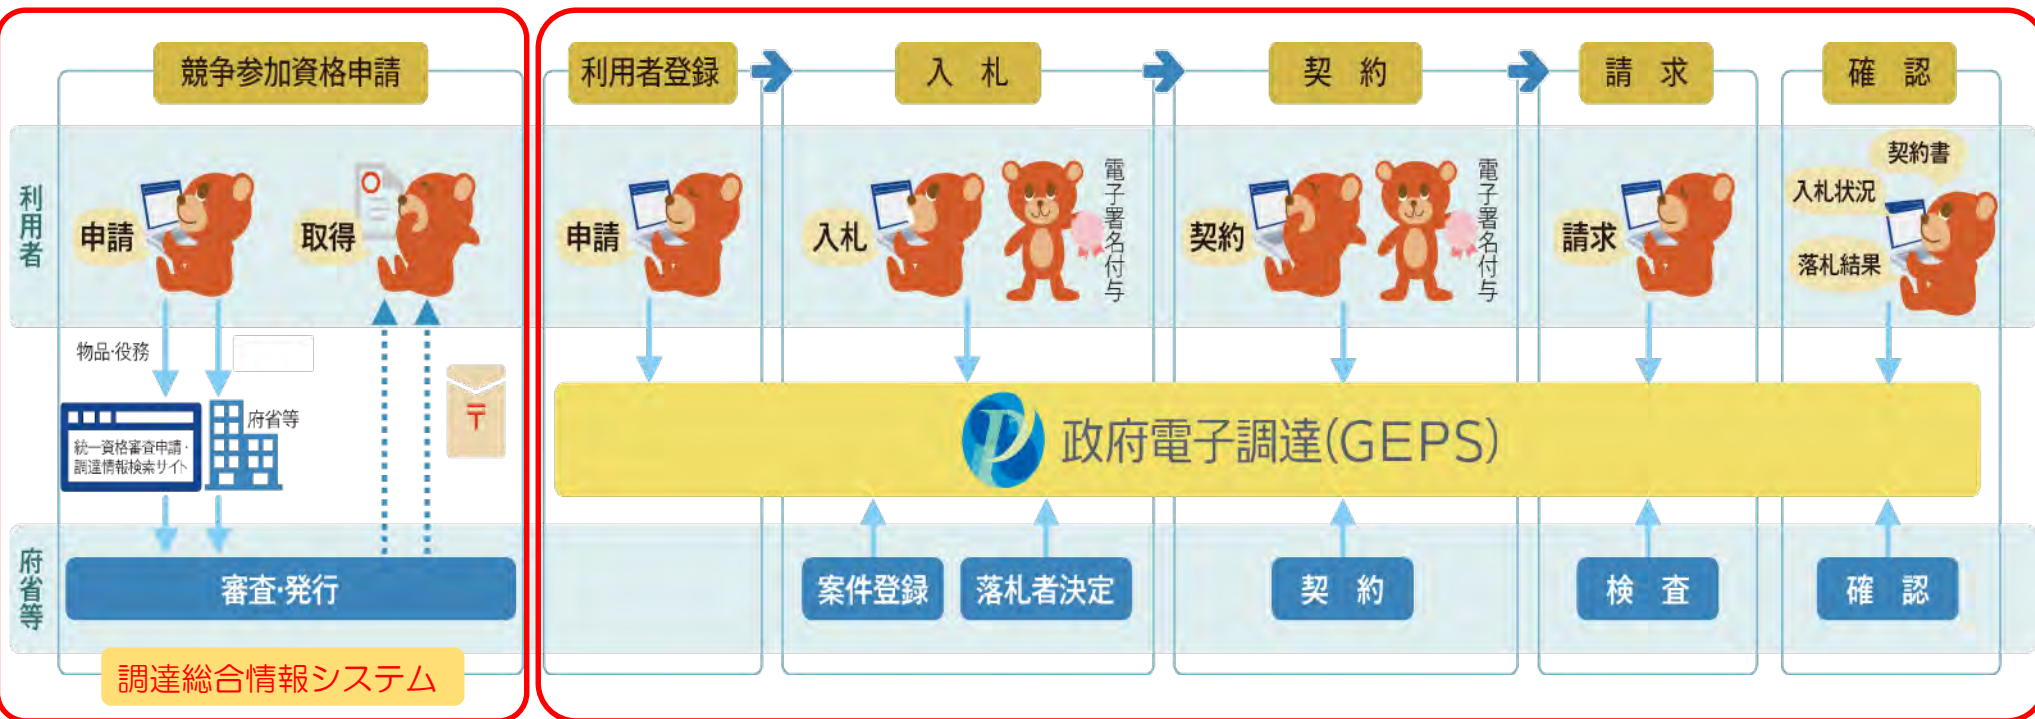 競争参加資格申請
利用者登録
入 札
契 約
請 求
確 認
利用者
申請
取得
申請
入札
電子署名付与
契約
電子署名付与
請求
契約書
入札状況
落札結果
物品・役務
府省等
統一資格審査申請・
調達情報検索サイト
〒
政府電子調達(GEPS)
府省等
審査・発行
案件登録
落札者決定
契 約
検 査
確 認
調達総合情報システム